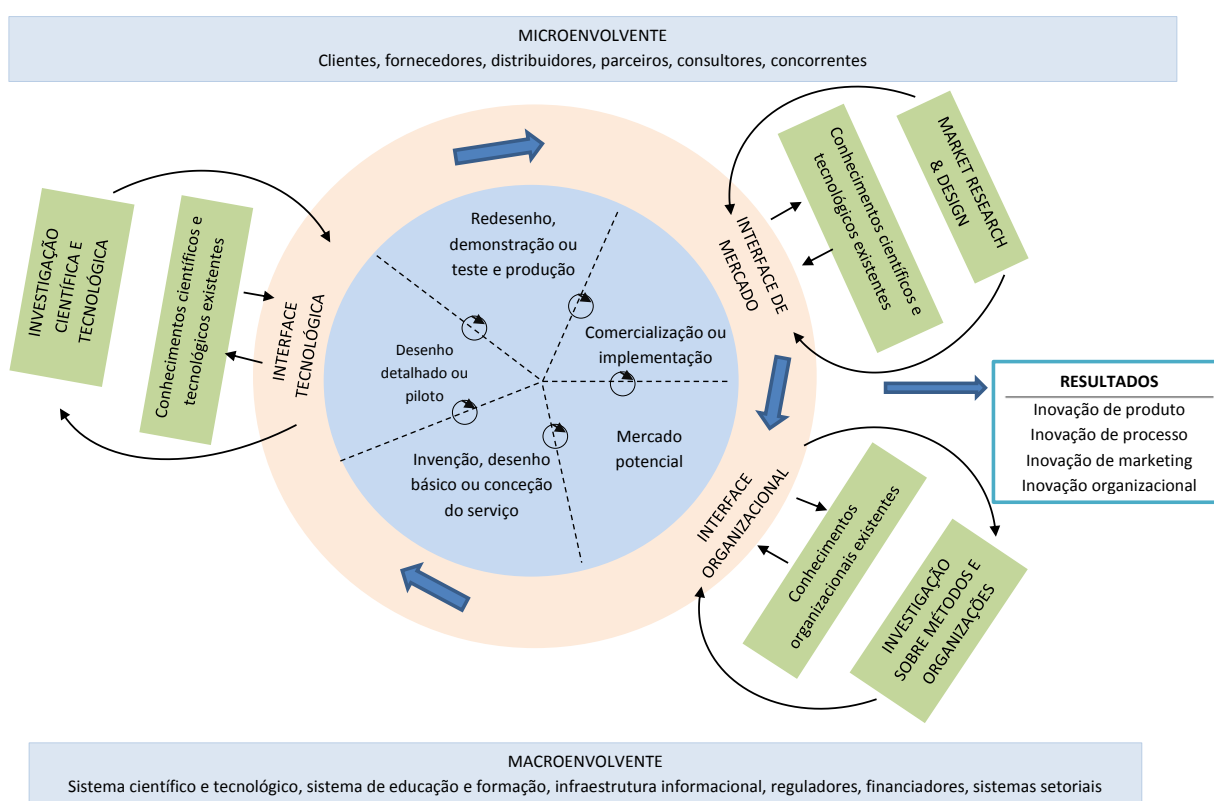 MICROENVOLVENTE
Clientes, fornecedores, distribuidores, parceiros, consultores, concorrentes
INVESTIGAÇÃO
CIENTÍFICA E
TECNOLÓGICA
Conhecimentos científicos e
tecnológicos existentes
INTERFACE
TECNOLÓGICA
Redesenho,
demonstração ou
teste e produção
Desenho
detalhado ou
piloto
Invenção, desenho
básico ou conceção
do serviço
Comercialização ou
implementação
Mercado
potencial
INTERFACE DE
MERCADO
Conhecimentos científicos e
tecnológicos existentes
MARKET RESEARCH
& DESIGN
INTERFACE
ORGANIZACIONAL
Conhecimentos
organizacionais existentes
INVESTIGAÇÃO
SOBRE MÉTODOS E
ORGANIZAÇÕES
RESULTADOS
Inovação de produto
Inovação de processo
Inovação de marketing
Inovação organizacional
MACROENVOLVENTE
Sistema científico e tecnológico, sistema de educação e formação, infraestrutura informacional, reguladores, financiadores, sistemas setoriais